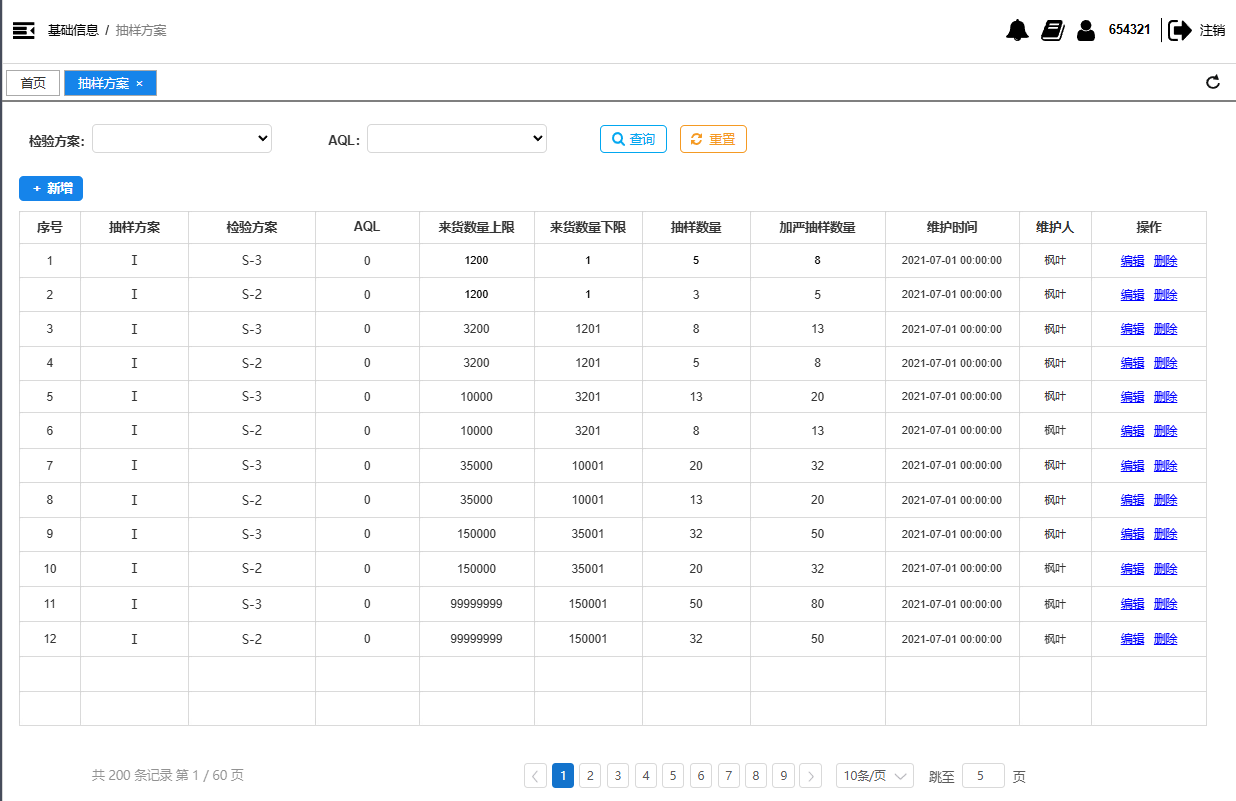 基础信息 / 抽样方案 654321 注销
首页 抽样方案 ×
检验方案: AQL: 查询 重置
+ 新增
序号 抽样方案 检验方案 AQL 来货数量上限 来货数量下限 抽样数量 加严抽样数量 维护时间 维护人 操作
1 I S-3 0 1200 1 5 8 2021-07-01 00:00:00 枫叶 编辑 删除
2 I S-2 0 1200 1 3 5 2021-07-01 00:00:00 枫叶 编辑 删除
3 I S-3 0 3200 1201 8 13 2021-07-01 00:00:00 枫叶 编辑 删除
4 I S-2 0 3200 1201 5 8 2021-07-01 00:00:00 枫叶 编辑 删除
5 I S-3 0 10000 3201 13 20 2021-07-01 00:00:00 枫叶 编辑 删除
6 I S-2 0 10000 3201 8 13 2021-07-01 00:00:00 枫叶 编辑 删除
7 I S-3 0 35000 10001 20 32 2021-07-01 00:00:00 枫叶 编辑 删除
8 I S-2 0 35000 10001 13 20 2021-07-01 00:00:00 枫叶 编辑 删除
9 I S-3 0 150000 35001 32 50 2021-07-01 00:00:00 枫叶 编辑 删除
10 I S-2 0 150000 35001 20 32 2021-07-01 00:00:00 枫叶 编辑 删除
11 I S-3 0 99999999 150001 50 80 2021-07-01 00:00:00 枫叶 编辑 删除
12 I S-2 0 99999999 150001 32 50 2021-07-01 00:00:00 枫叶 编辑 删除
共 200 条记录 第 1 / 60 页 1 2 3 4 5 6 7 8 9 10条/页 跳至 5 页